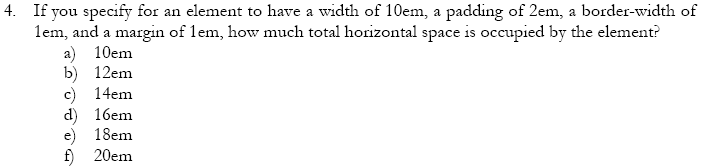 4. If you specify for an element to have a width of 10em, a padding of 2em, a border-width of
1em, and a margin of 1em, how much total horizontal space is occupied by the element?
a) 10em
b) 12em
c) 14em
d) 16em
e) 18em
f) 20em